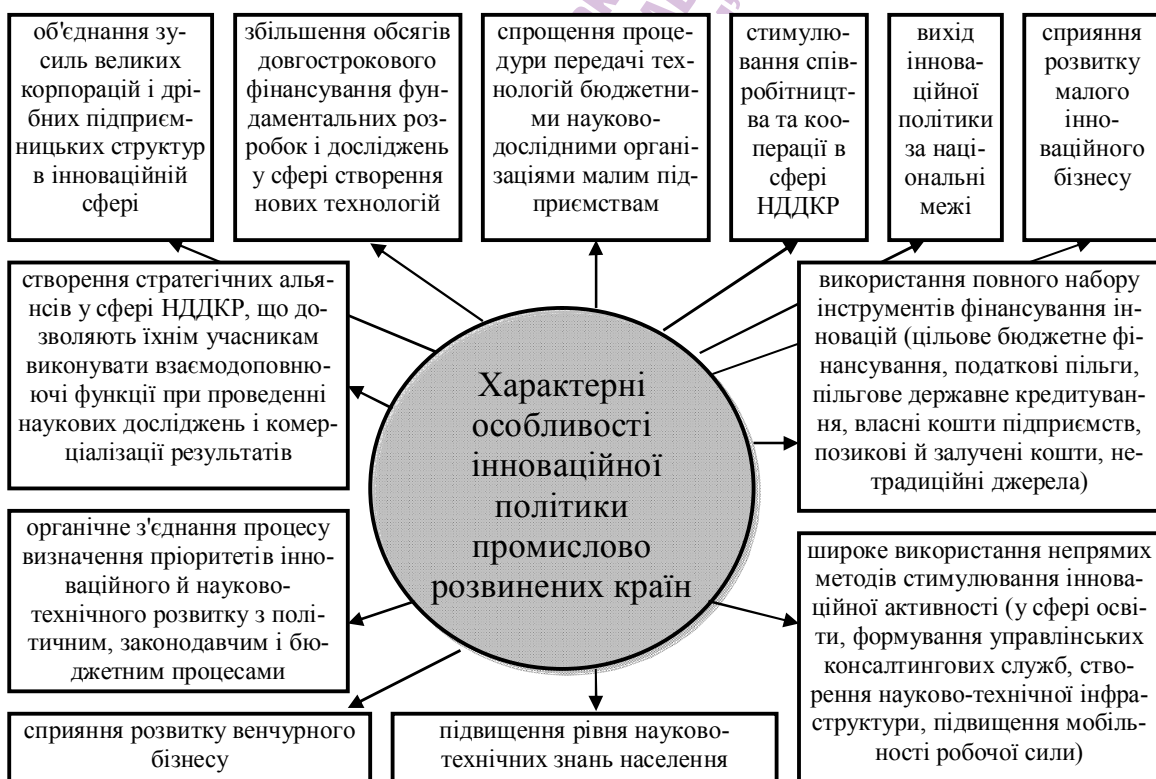 об'єднання зу-
силь великих
корпорацій і дрі-
бних підприєм-
ницьких структур
в інноваційній
сфері
збільшення обсягів
довгострокового
фінансування фун-
даментальних роз-
робок і досліджень
у сфері створення
нових технологій
спрощення проце-
дури передачі тех-
нологій бюджетни-
ми науково-
дослідними органі-
заціями малим під-
приємствам
стимулю-
вання спів-
робітницт-
ва та коо-
перації в
сфері
НДДКР
вихід
іннова-
ційної
політики
за наці-
ональні
межі
сприяння
розвитку
малого
інно-
ваційного
бізнесу
створення стратегічних алья-
нсів у сфері НДДКР, що до-
зволяють їхнім учасникам
виконувати взаємодоповню-
ючі функції при проведенні
наукових досліджень і комер-
ціалізації результатів
використання повного набору
інструментів фінансування ін-
новацій (цільове бюджетне фі-
нансування, податкові пільги,
пільгове державне кредитуван-
ня, власні кошти підприємств,
позикові й залучені кошти, не-
традиційні джерела)
Характерні
особливості
інноваційної
політики
промислово
розвинених країн
органічне з'єднання процесу
визначення пріоритетів інно-
ваційного й науково-
технічного розвитку з полі-
тичним, законодавчим і бю-
джетним процесами
широке використання непрямих
методів стимулювання іннова-
ційної активності (у сфері осві-
ти, формування управлінських
консалтингових служб, ство-
рення науково-технічної інфра-
структури, підвищення мобіль-
ності робочої сили)
сприяння розвитку венчурного
бізнесу
підвищення рівня науково-
технічних знань населення